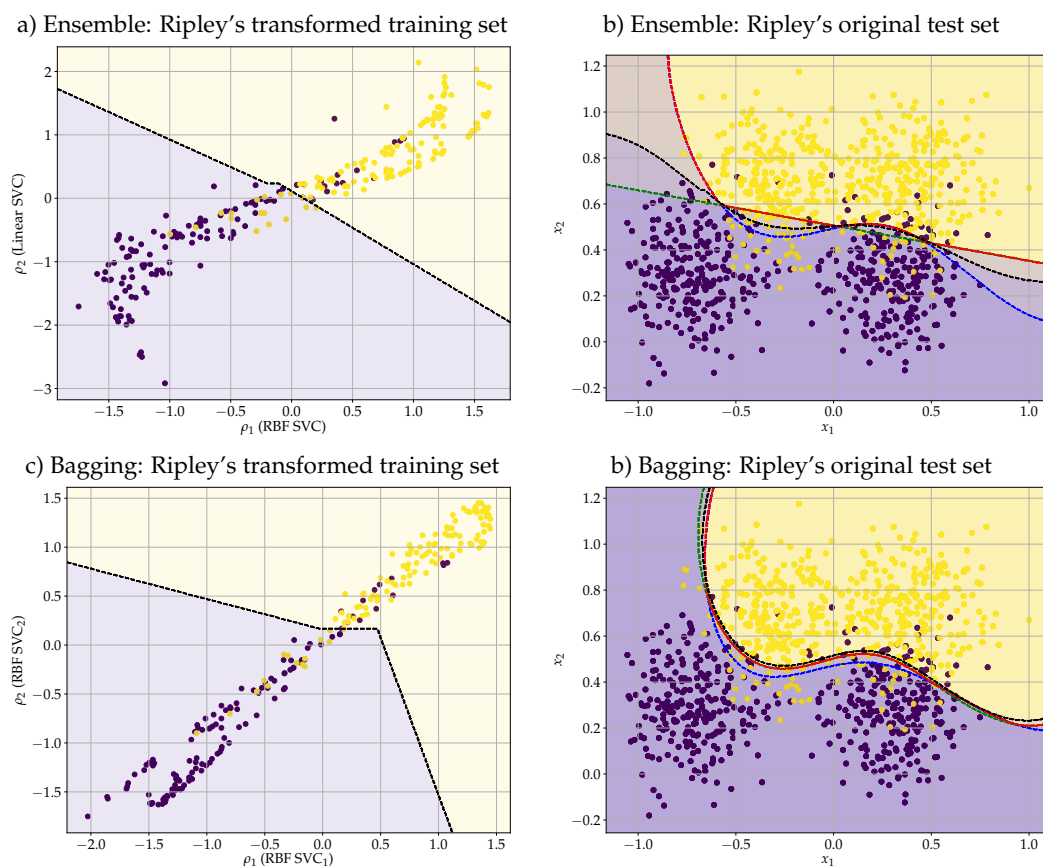 a) Ensemble: Ripley's transformed training set
b) Ensemble: Ripley's original test set
2
1
0
−1
−2
−3
ρ2 (Linear SVC)
−1.5 −1.0 −0.5 0.0 0.5 1.0 1.5
ρ1 (RBF SVC)
1.2
1.0
0.8
0.6
0.4
0.2
0.0
−0.2
x2
−1.0 −0.5 0.0 0.5 1.0
x1
c) Bagging: Ripley's transformed training set
b) Bagging: Ripley's original test set
1.5
1.0
0.5
0.0
−0.5
−1.0
−1.5
ρ2 (RBF SVC2)
−2.0 −1.5 −1.0 −0.5 0.0 0.5 1.0 1.5
ρ1 (RBF SVC1)
1.2
1.0
0.8
0.6
0.4
0.2
0.0
−0.2
x2
−1.0 −0.5 0.0 0.5 1.0
x1